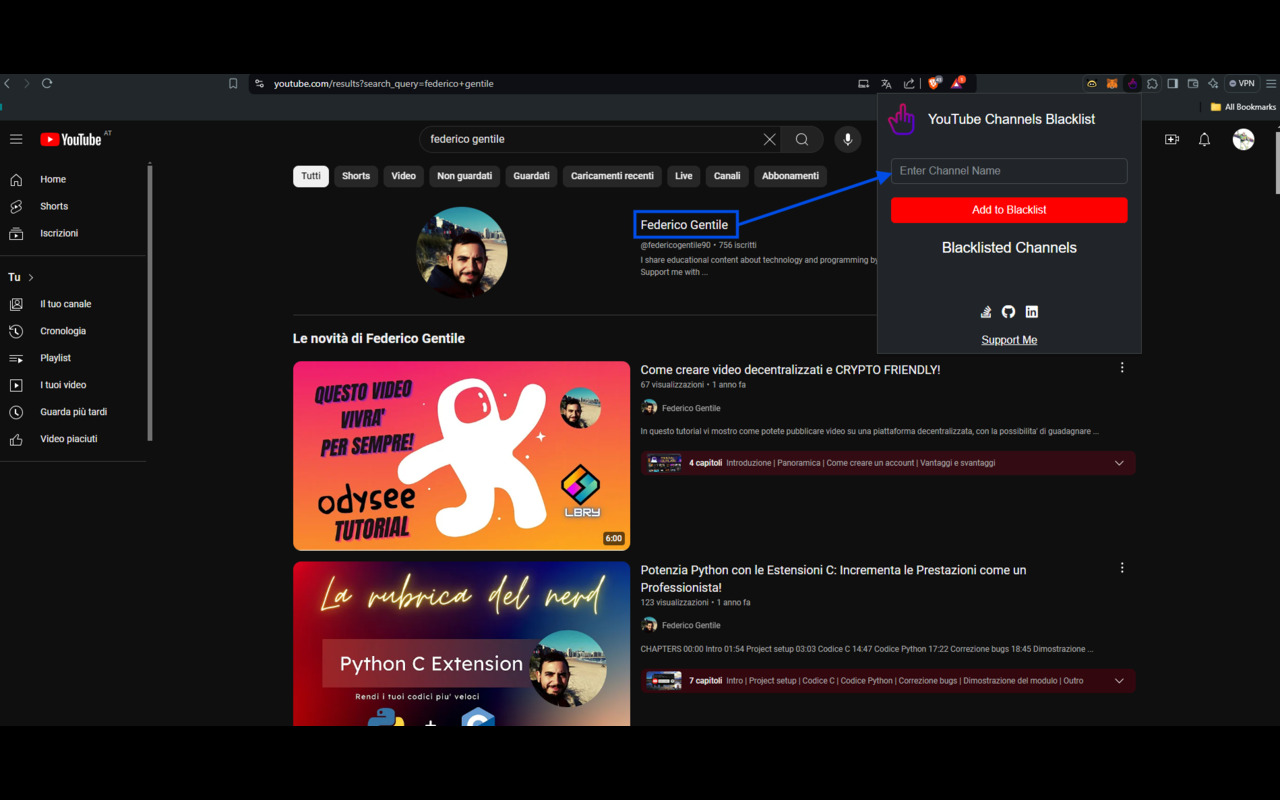 youtube.com/results?search_query=federico+gentile
VPN
All Bookmarks
YouTube AT
federico gentile
Tutti Shorts Video Non guardati Guardati Caricamenti recenti Live Canali Abbonamenti
Home
Shorts
Iscrizioni
Tu
Il tuo canale
Cronologia
Playlist
I tuoi video
Guarda più tardi
Video piaciuti
Federico Gentile
@federicogentile90 • 756 iscritti
I share educational content about technology and programming by
Support me with ...
YouTube Channels Blacklist
Enter Channel Name
Add to Blacklist
Blacklisted Channels
Support Me
Le novità di Federico Gentile
QUESTO VIDEO
VIVRA'
PER SEMPRE!
odysee
TUTORIAL
LBRY
6:00
Come creare video decentralizzati e CRYPTO FRIENDLY!
67 visualizzazioni • 1 anno fa
Federico Gentile
In questo tutorial vi mostro come potete pubblicare video su una piattaforma decentralizzata, con la possibilita' di guadagnare ...
4 capitoli Introduzione | Panoramica | Come creare un account | Vantaggi e svantaggi
La rubrica del nerd
Python C Extension
Rendi i tuoi codici piu' veloci
+
Potenzia Python con le Estensioni C: Incrementa le Prestazioni come un
Professionista!
123 visualizzazioni • 1 anno fa
Federico Gentile
CHAPTERS 00:00 Intro 01:54 Project setup 03:03 Codice C 14:47 Codice Python 17:22 Correzione bugs 18:45 Dimostrazione ...
7 capitoli Intro | Project setup | Codice C | Codice Python | Correzione bugs | Dimostrazione del modulo | Outro